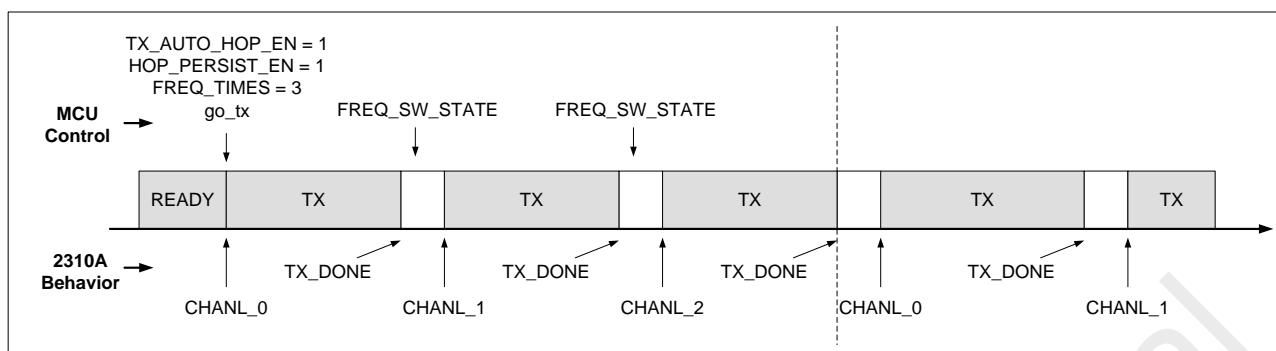 TX_AUTO_HOP_EN = 1
HOP_PERSIST_EN = 1
FREQ_TIMES = 3
go_tx
MCU
Control
FREQ_SW_STATE
FREQ_SW_STATE
READY
TX
TX
TX
TX
TX
2310A
Behavior
TX_DONE
TX_DONE
TX_DONE
TX_DONE
CHANL_0
CHANL_1
CHANL_2
CHANL_0
CHANL_1